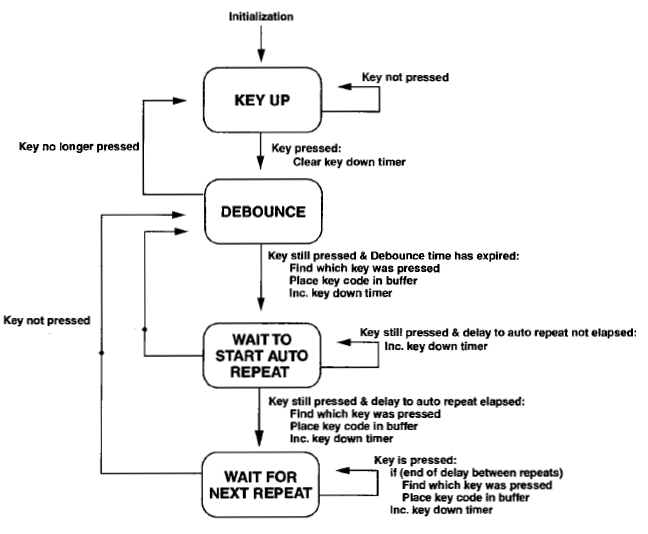 Initialization
KEY UP
Key not pressed
Key no longer pressed
Key pressed:
Clear key down timer
DEBOUNCE
Key still pressed & Debounce time has expired:
Find which key was pressed
Place key code in buffer
Inc. key down timer
Key not pressed
WAIT TO
START AUTO
REPEAT
Key still pressed & delay to auto repeat not elapsed:
Inc. key down timer
Key still pressed & delay to auto repeat elapsed:
Find which key was pressed
Place key code in buffer
Inc. key down timer
WAIT FOR
NEXT REPEAT
Key is pressed:
if (end of delay between repeats)
Find which key was pressed
Place key code in buffer
Inc. key down timer